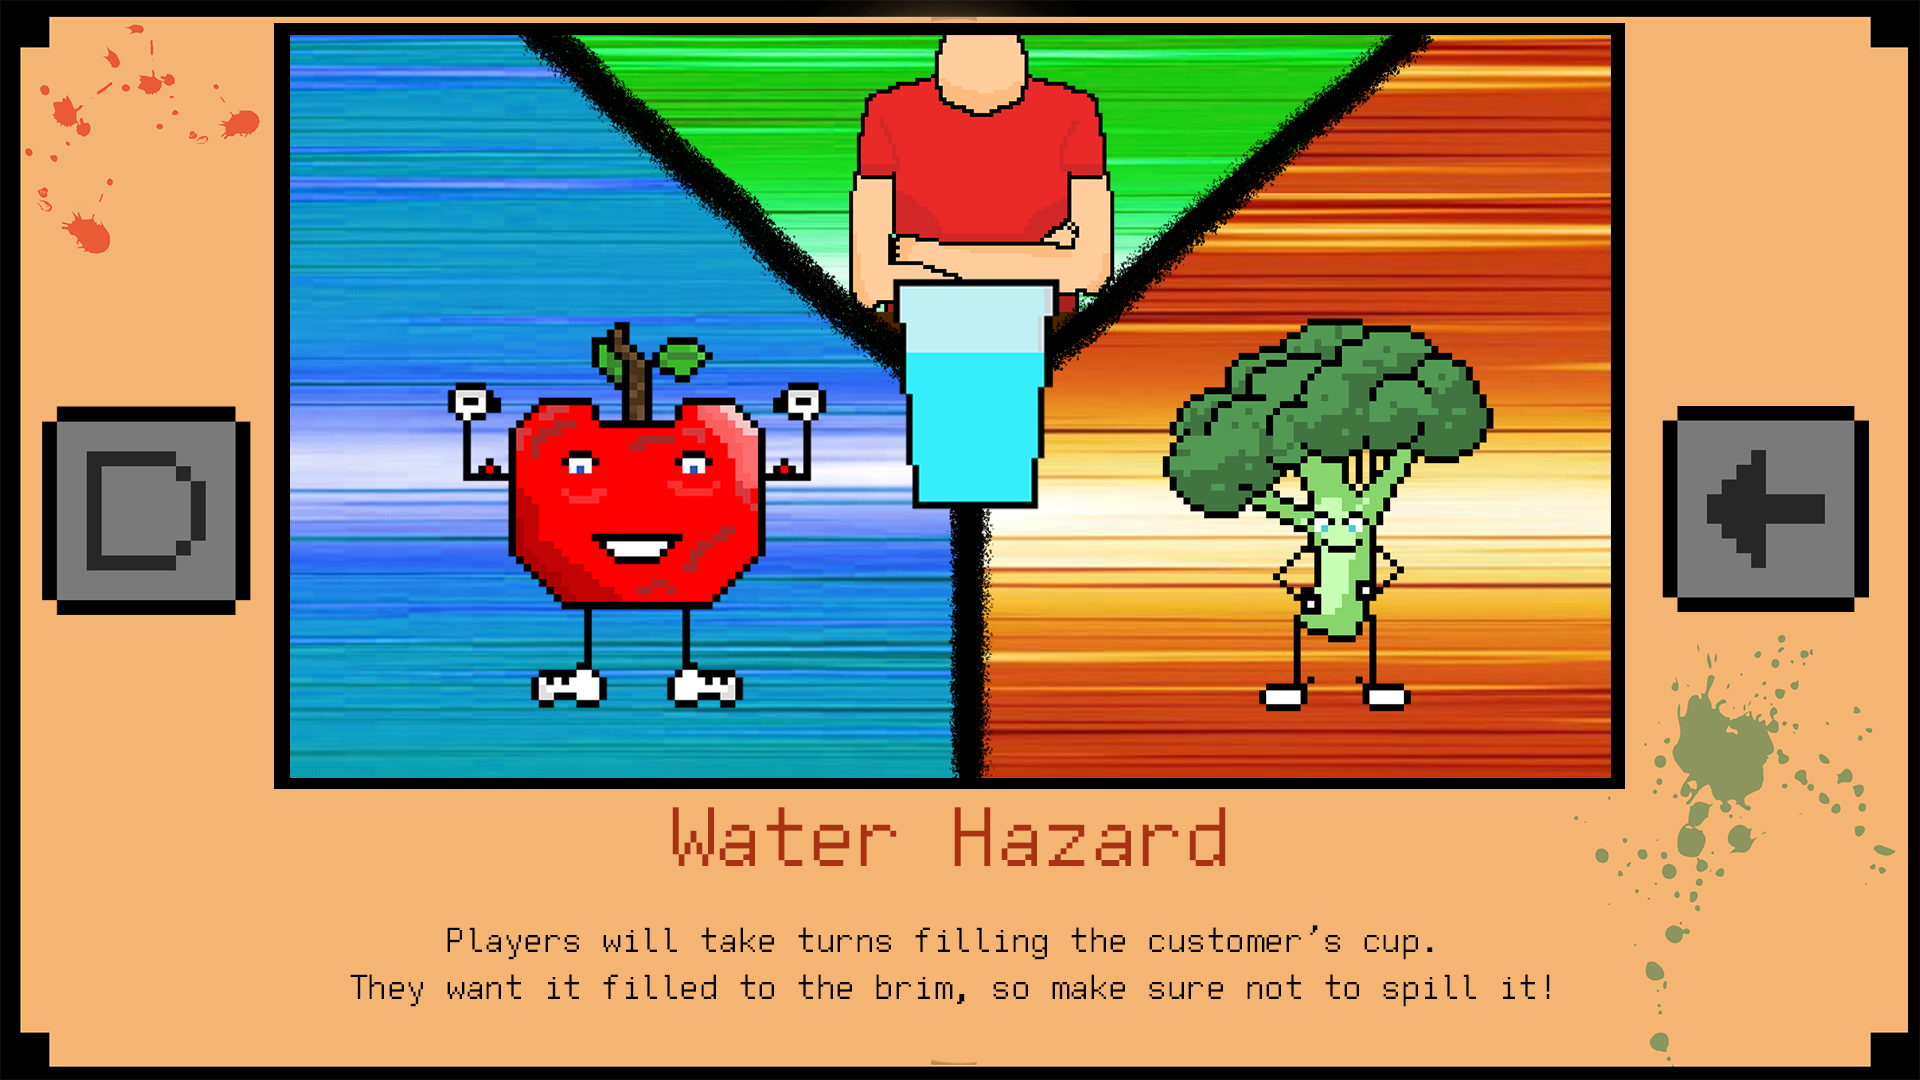 D
Water Hazard
Players will take turns filling the customer's cup.
They want it filled to the brim, so make sure not to spill it!